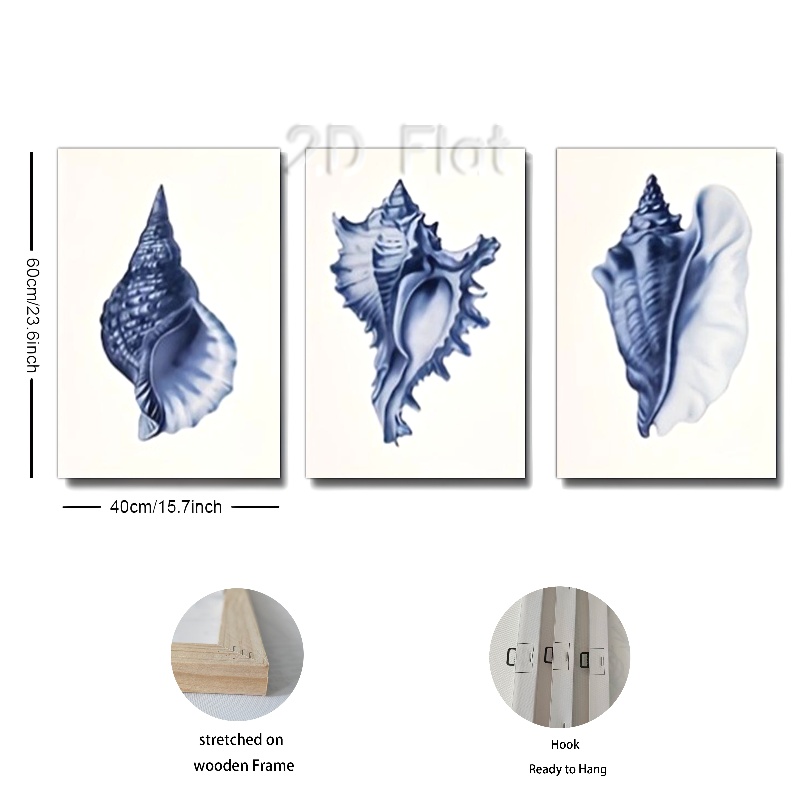 2D Flat
60cm/23.6inch
40cm/15.7inch
stretched on
wooden Frame
Hook
Ready to Hang